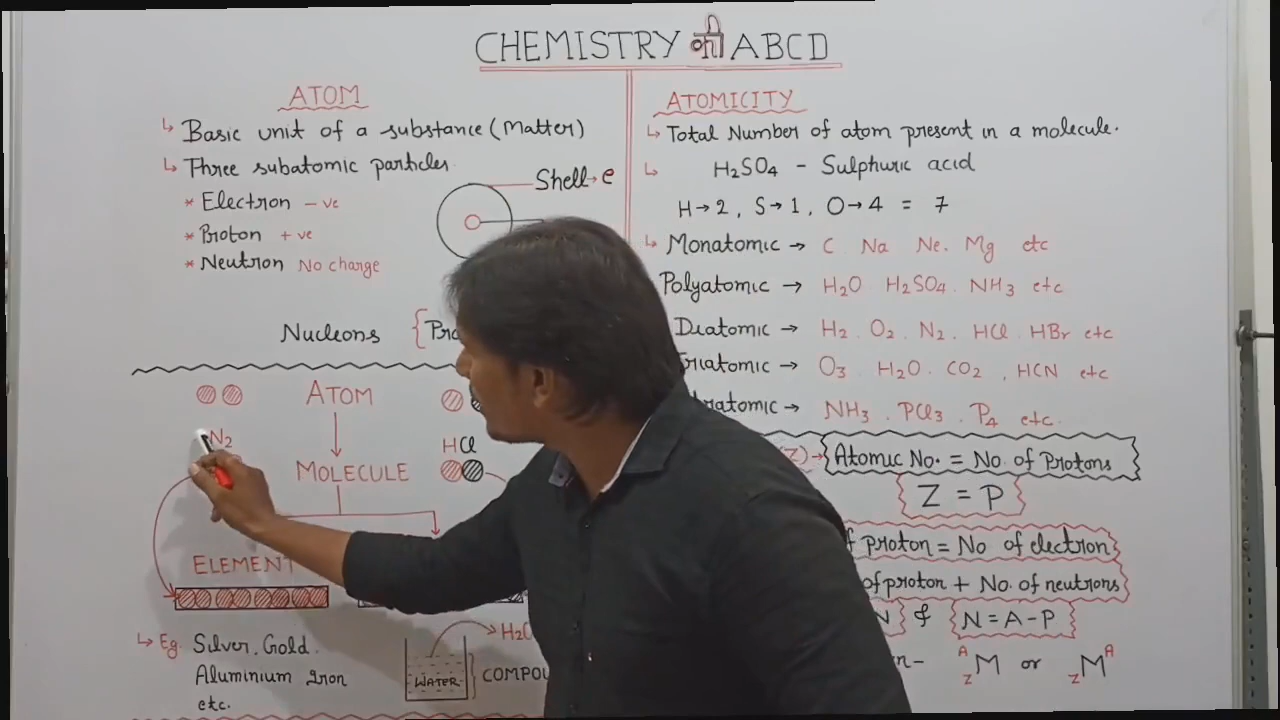 CHEMISTRY की ABCD
ATOM
↳ Basic unit of a substance (Matter)
↳ Three subatomic particles.
* Electron - ve
* Proton + ve
* Neutron No charge
Shell → e
Nucleons
ATOM
N2
MOLECULE
HCl
ELEMENT
↳ Eg. Silver. Gold.
Aluminium Iron
etc.
WATER
ATOMICITY
↳ Total Number of atom present in a molecule.
↳ H2SO4 - Sulphuric acid
H→2, S→1, O→4 = 7
↳ Monatomic → C Na Ne. Mg etc
Polyatomic → H2O H2SO4. NH3 etc
Diatomic → H2. O2. N2. HCl. HBr etc
Triatomic → O3. H2O. CO2, HCN etc
→ NH3. PCl3. P4 etc.
(Z) → Atomic No. = No. of Protons
Z = P
proton = No of electron
of proton + No. of neutrons
N & N = A - P
A Z M or Z M A